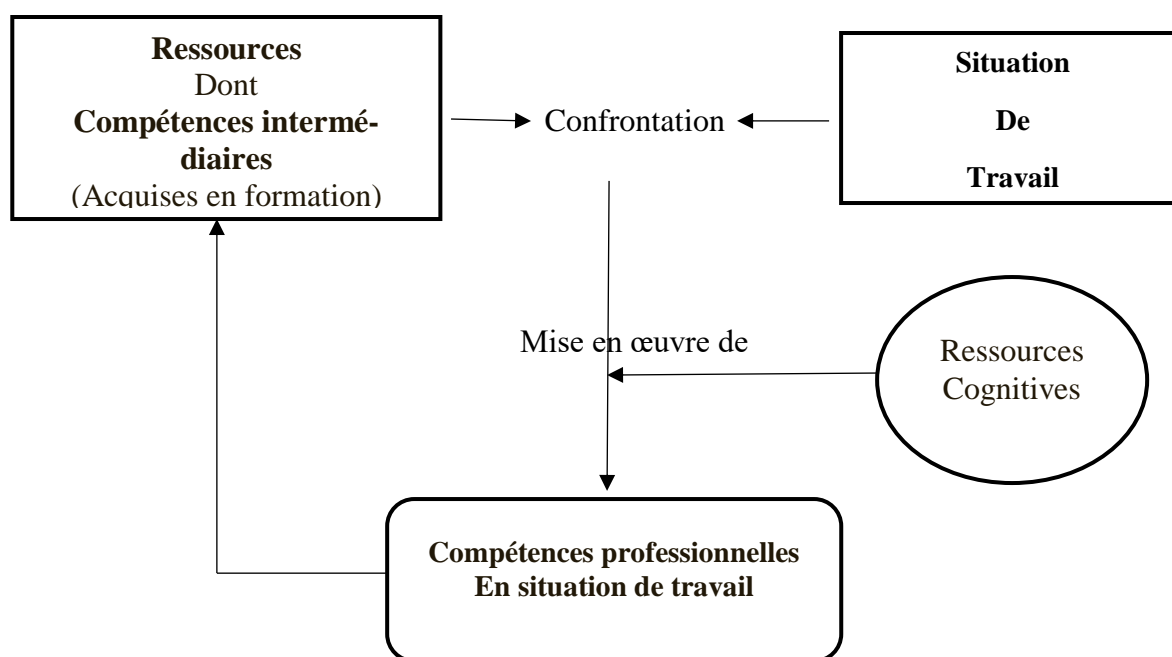 Ressources
Dont
Compétences intermé-
diaires
(Acquises en formation)
Confrontation
Situation
De
Travail
Mise en œuvre de
Ressources
Cognitives
Compétences professionnelles
En situation de travail